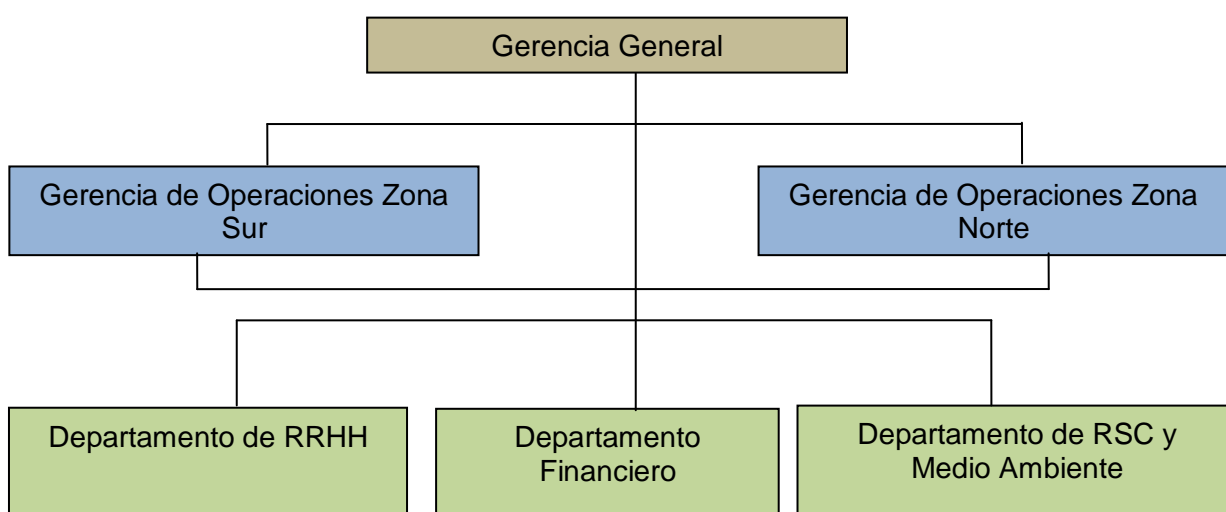 Gerencia General
Gerencia de Operaciones Zona
Sur
Gerencia de Operaciones Zona
Norte
Departamento de RRHH
Departamento
Financiero
Departamento de RSC y
Medio Ambiente